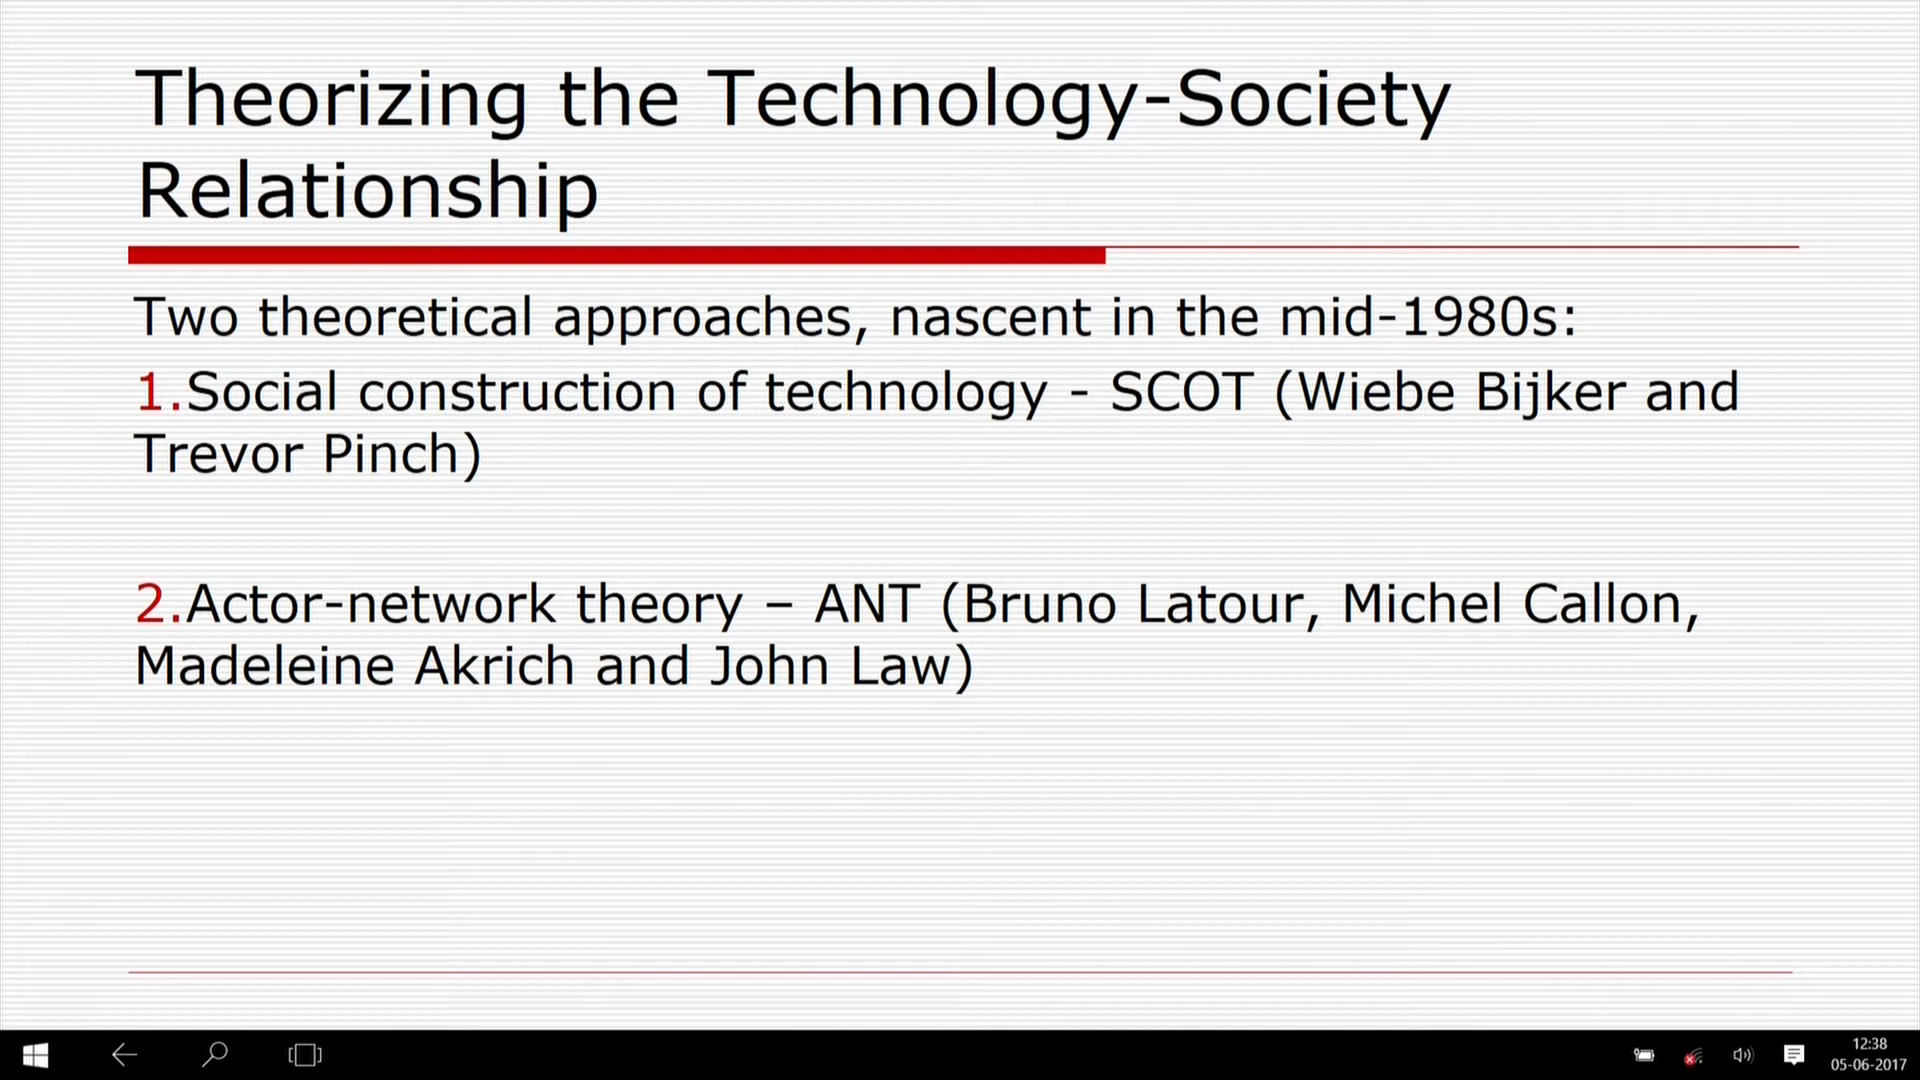 Theorizing the Technology-Society
Relationship
Two theoretical approaches, nascent in the mid-1980s:
1.Social construction of technology - SCOT (Wiebe Bijker and
Trevor Pinch)
2.Actor-network theory – ANT (Bruno Latour, Michel Callon,
Madeleine Akrich and John Law)
12:38
05-06-2017